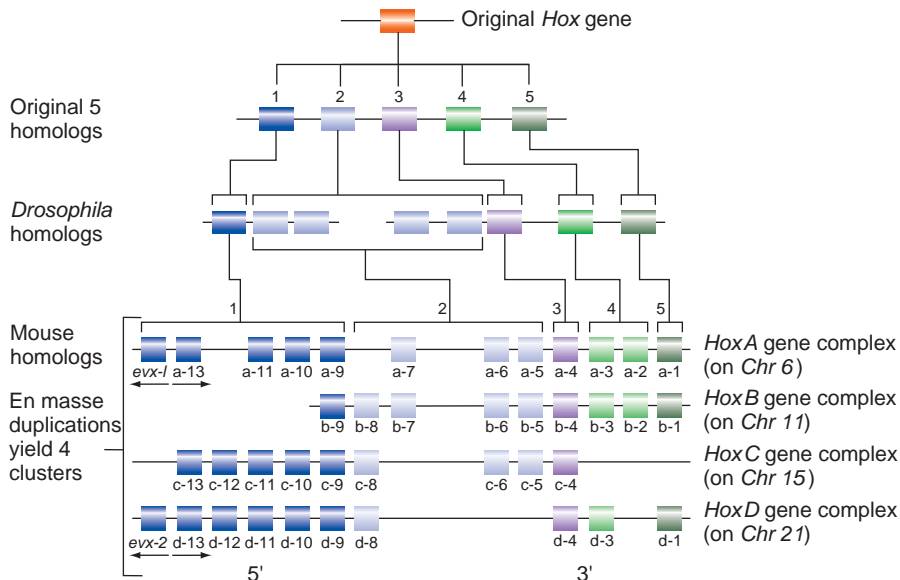 Original Hox gene
1 2 3 4 5
Original 5
homologs
Drosophila
homologs
1 2 3 4 5
Mouse
homologs
evx-l a-13 a-11 a-10 a-9 a-7 a-6 a-5 a-4 a-3 a-2 a-1
HoxA gene complex
(on Chr 6)
En masse
duplications
yield 4
clusters
b-9 b-8 b-7 b-6 b-5 b-4 b-3 b-2 b-1
HoxB gene complex
(on Chr 11)
c-13 c-12 c-11 c-10 c-9 c-8 c-6 c-5 c-4
HoxC gene complex
(on Chr 15)
evx-2 d-13 d-12 d-11 d-10 d-9 d-8 d-4 d-3 d-1
HoxD gene complex
(on Chr 21)
5' 3'